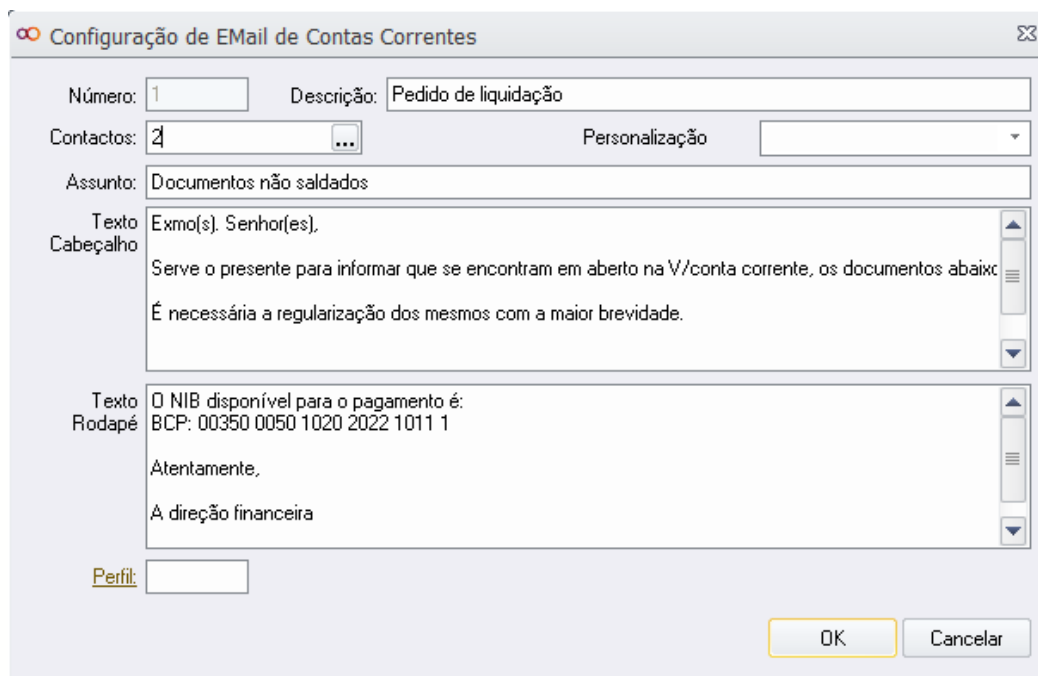 Configuração de EMail de Contas Correntes
Número: 1 Descrição: Pedido de liquidação
Contactos: 2 ... Personalização
Assunto: Documentos não saldados
Texto Cabeçalho
Exmo(s). Senhor(es),
Serve o presente para informar que se encontram em aberto na V/conta corrente, os documentos abaixo
É necessária a regularização dos mesmos com a maior brevidade.
Texto Rodapé
O NIB disponível para o pagamento é:
BCP: 00350 0050 1020 2022 1011 1
Atentamente,
A direção financeira
Perfil:
OK Cancelar